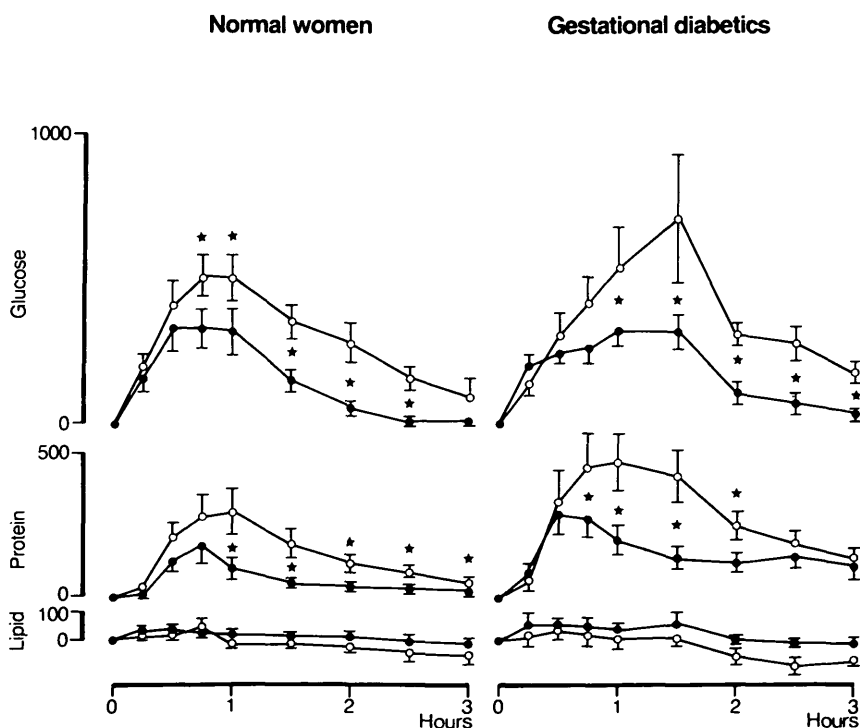 Normal women
Gestational diabetics
1000
Glucose
0
500
Protein
0
100
Lipid
0
0 1 2 3
Hours
0 1 2 3
Hours